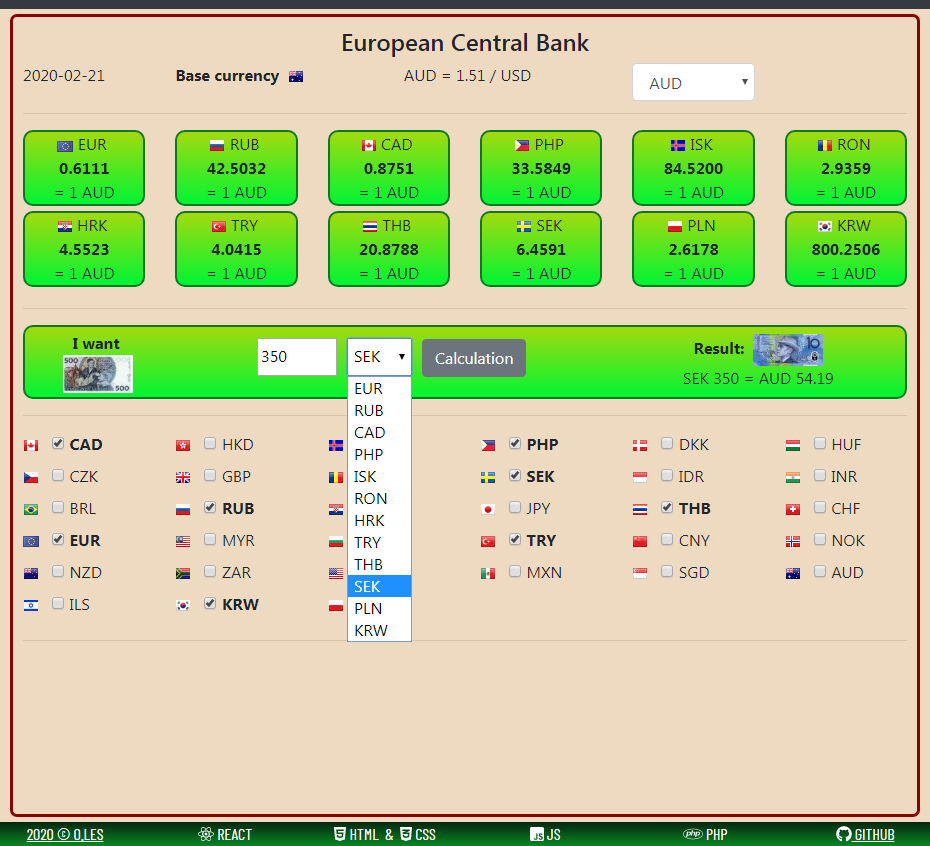 European Central Bank
2020-02-21 Base currency AUD = 1.51 / USD AUD
EUR RUB CAD PHP ISK RON
0.6111 42.5032 0.8751 33.5849 84.5200 2.9359
= 1 AUD = 1 AUD = 1 AUD = 1 AUD = 1 AUD = 1 AUD
HRK TRY THB SEK PLN KRW
4.5523 4.0415 20.8788 6.4591 2.6178 800.2506
= 1 AUD = 1 AUD = 1 AUD = 1 AUD = 1 AUD = 1 AUD
I want 350 SEK Calculation Result:
500 500 10
SEK 350 = AUD 54.19
EUR
RUB
CAD
PHP
ISK
RON
HRK
TRY
THB
SEK
PLN
KRW
CAD HKD PHP DKK HUF
CZK GBP SEK IDR INR
BRL RUB JPY THB CHF
EUR MYR TRY CNY NOK
NZD ZAR MXN SGD AUD
ILS KRW
2020 © O,LES REACT HTML & CSS JS JS php PHP GITHUB